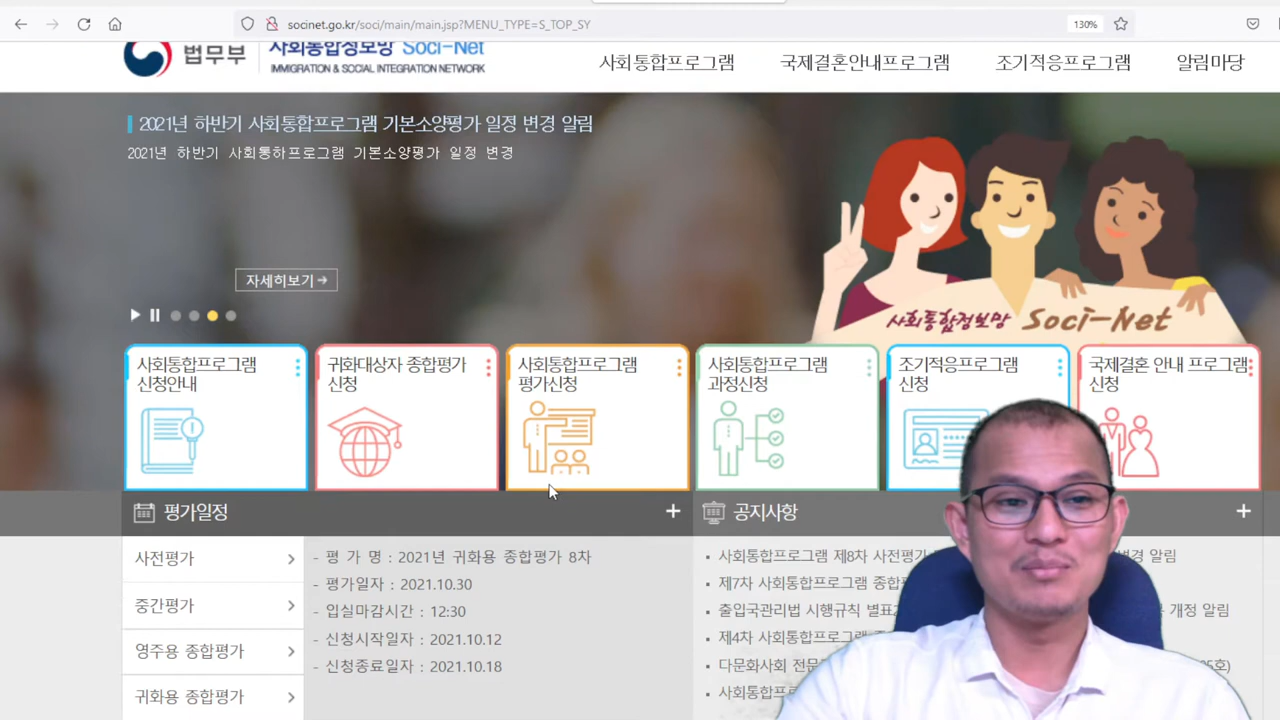 socinet.go.kr/soci/main/main.jsp?MENU_TYPE=S_TOP_SY
130%
법무부
사회통합정보망 Soci-Net
IMMIGRATION & SOCIAL INTEGRATION NETWORK
사회통합프로그램 국제결혼안내프로그램 조기적응프로그램 알림마당
2021년 하반기 사회통합프로그램 기본소양평가 일정 변경 알림
2021년 하반기 사회통하프로그램 기본소양평가 일정 변경
자세히보기→
사회통합정보망 Soci-Net
사회통합프로그램
신청안내
귀화대상자 종합평가
신청
사회통합프로그램
평가신청
사회통합프로그램
과정신청
조기적응프로그램
신청
국제결혼 안내 프로그램
신청
평가일정 +
공지사항 +
사전평가
중간평가
영주용 종합평가
귀화용 종합평가
- 평 가 명 : 2021년 귀화용 종합평가 8차
- 평가일자 : 2021.10.30
- 입실마감시간 : 12:30
- 신청시작일자 : 2021.10.12
- 신청종료일자 : 2021.10.18
사회통합프로그램 제8차 사전평가 변경 알림
제7차 사회통합프로그램 종합
출입국관리법 시행규칙 별표 개정 알림
제4차 사회통합프로그램
다문화사회 전문
사회통합프